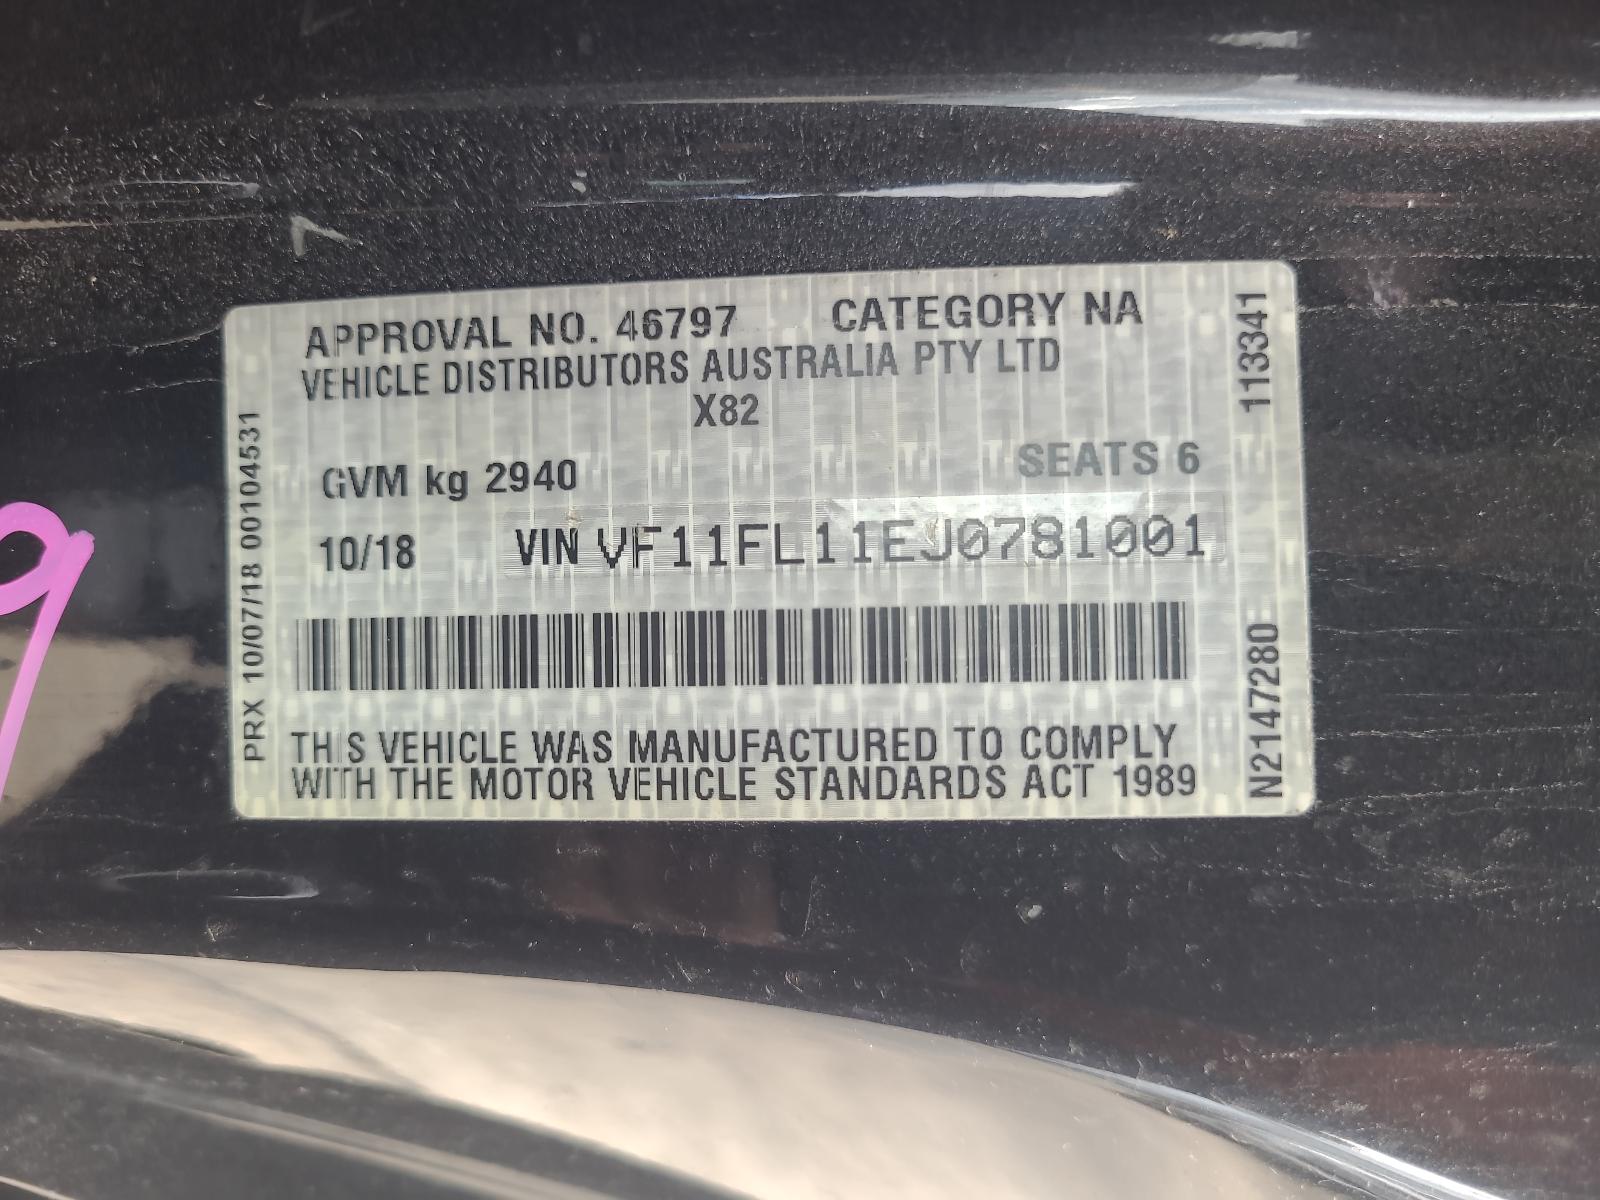 APPROVAL NO. 46797 CATEGORY NA
VEHICLE DISTRIBUTORS AUSTRALIA PTY LTD
X82
GVM kg 2940 SEATS 6
10/18 VIN VF11FL11EJ0781001
THIS VEHICLE WAS MANUFACTURED TO COMPLY
WITH THE MOTOR VEHICLE STANDARDS ACT 1989
PRX 10/07/18 00104531
113341
N2147280
9